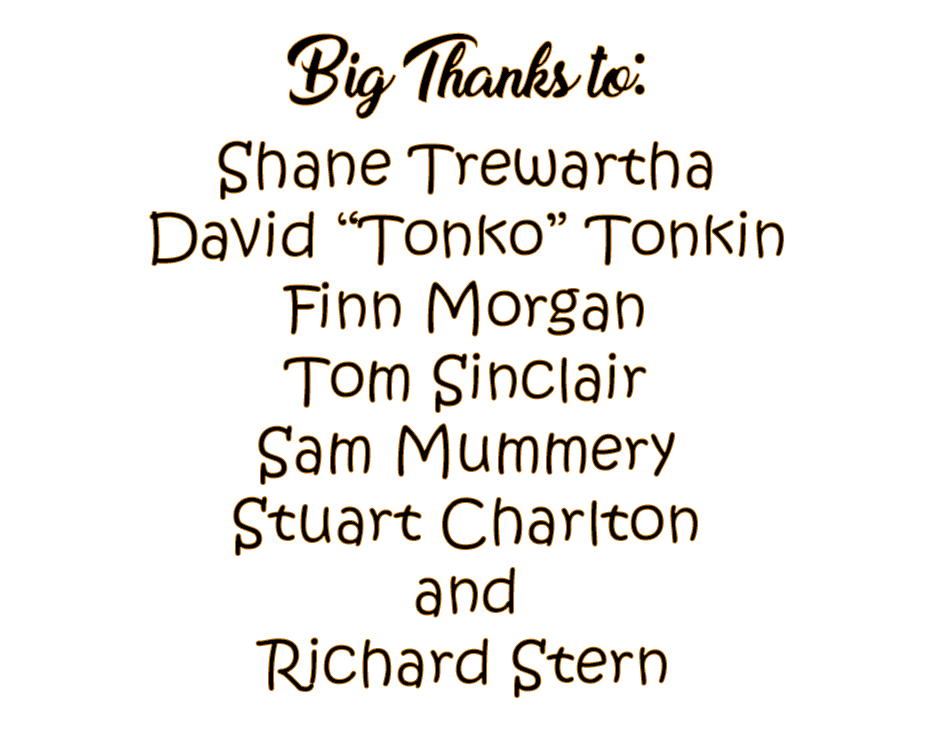 Big Thanks to:
Shane Trewartha
David “Tonko” Tonkin
Finn Morgan
Tom Sinclair
Sam Mummery
Stuart Charlton
and
Richard Stern